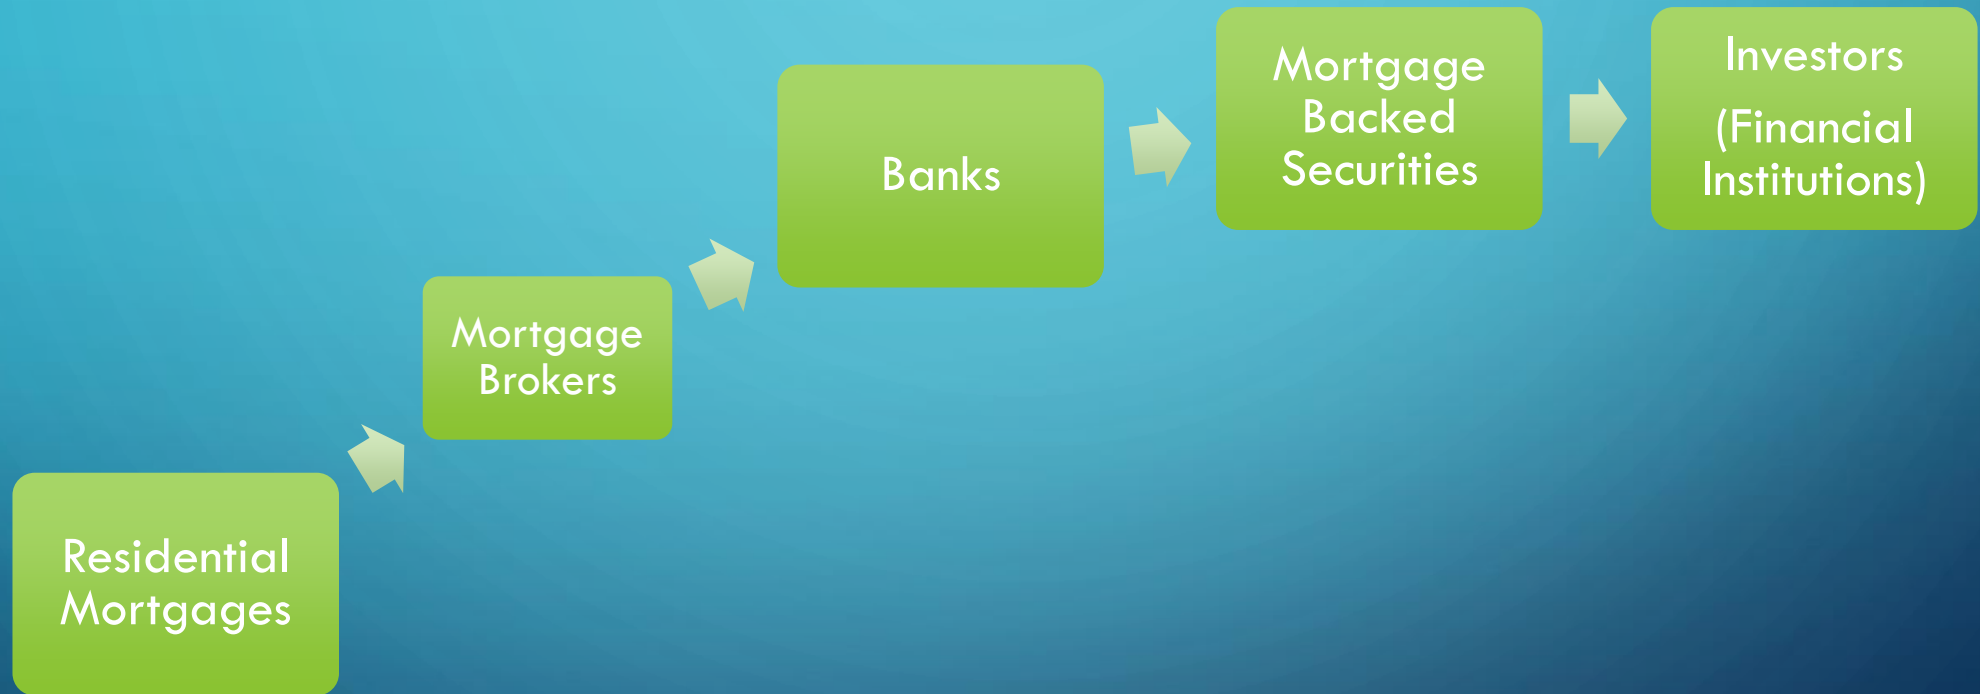 Residential
Mortgages
Mortgage
Brokers
Banks
Mortgage
Backed
Securities
Investors
(Financial
Institutions)